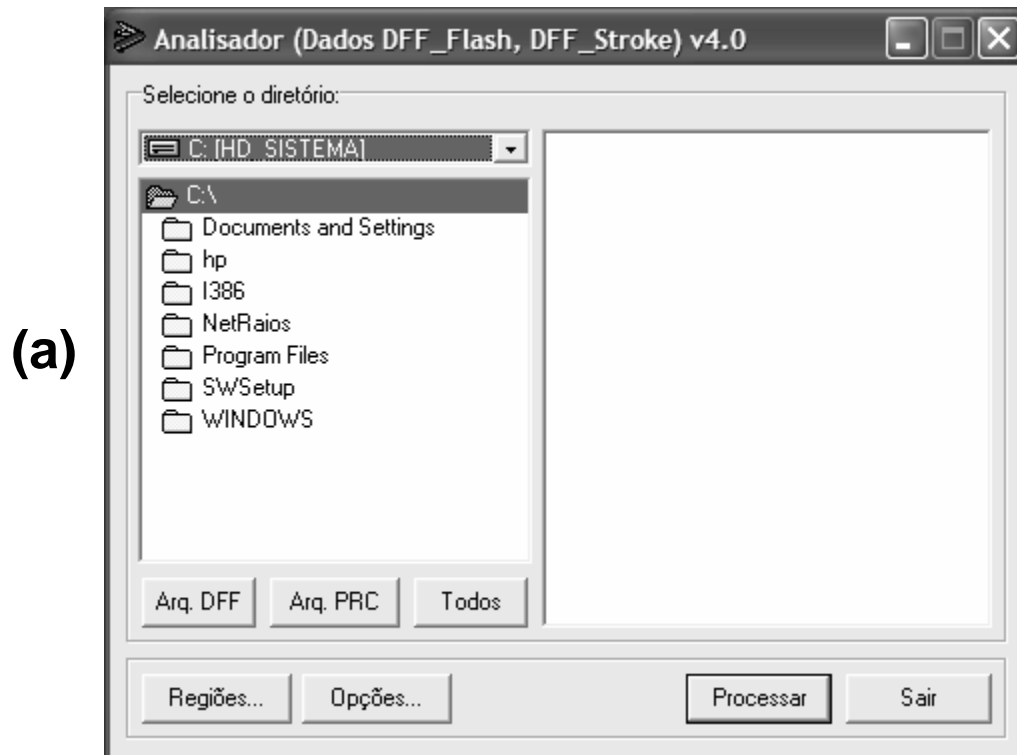 (a)
Analisador (Dados DFF_Flash, DFF_Stroke) v4.0
Selecione o diretório:
C: [HD_SISTEMA]
C:\
Documents and Settings
hp
I386
NetRaios
Program Files
SWSetup
WINDOWS
Arq. DFF Arq. PRC Todos
Regiões... Opções... Processar Sair